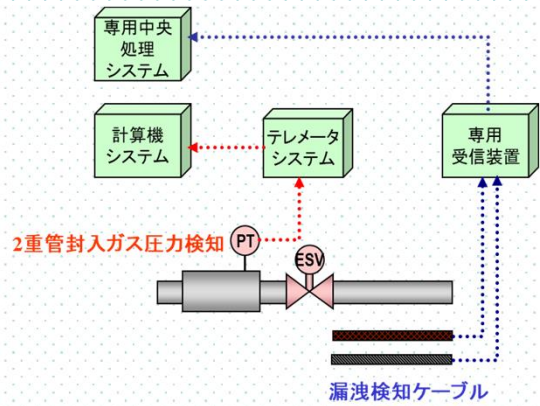 専用中央
処理
システム
計算機
システム
テレメータ
システム
専用
受信装置
2重管封入ガス圧力検知
PT
ESV
漏洩検知ケーブル